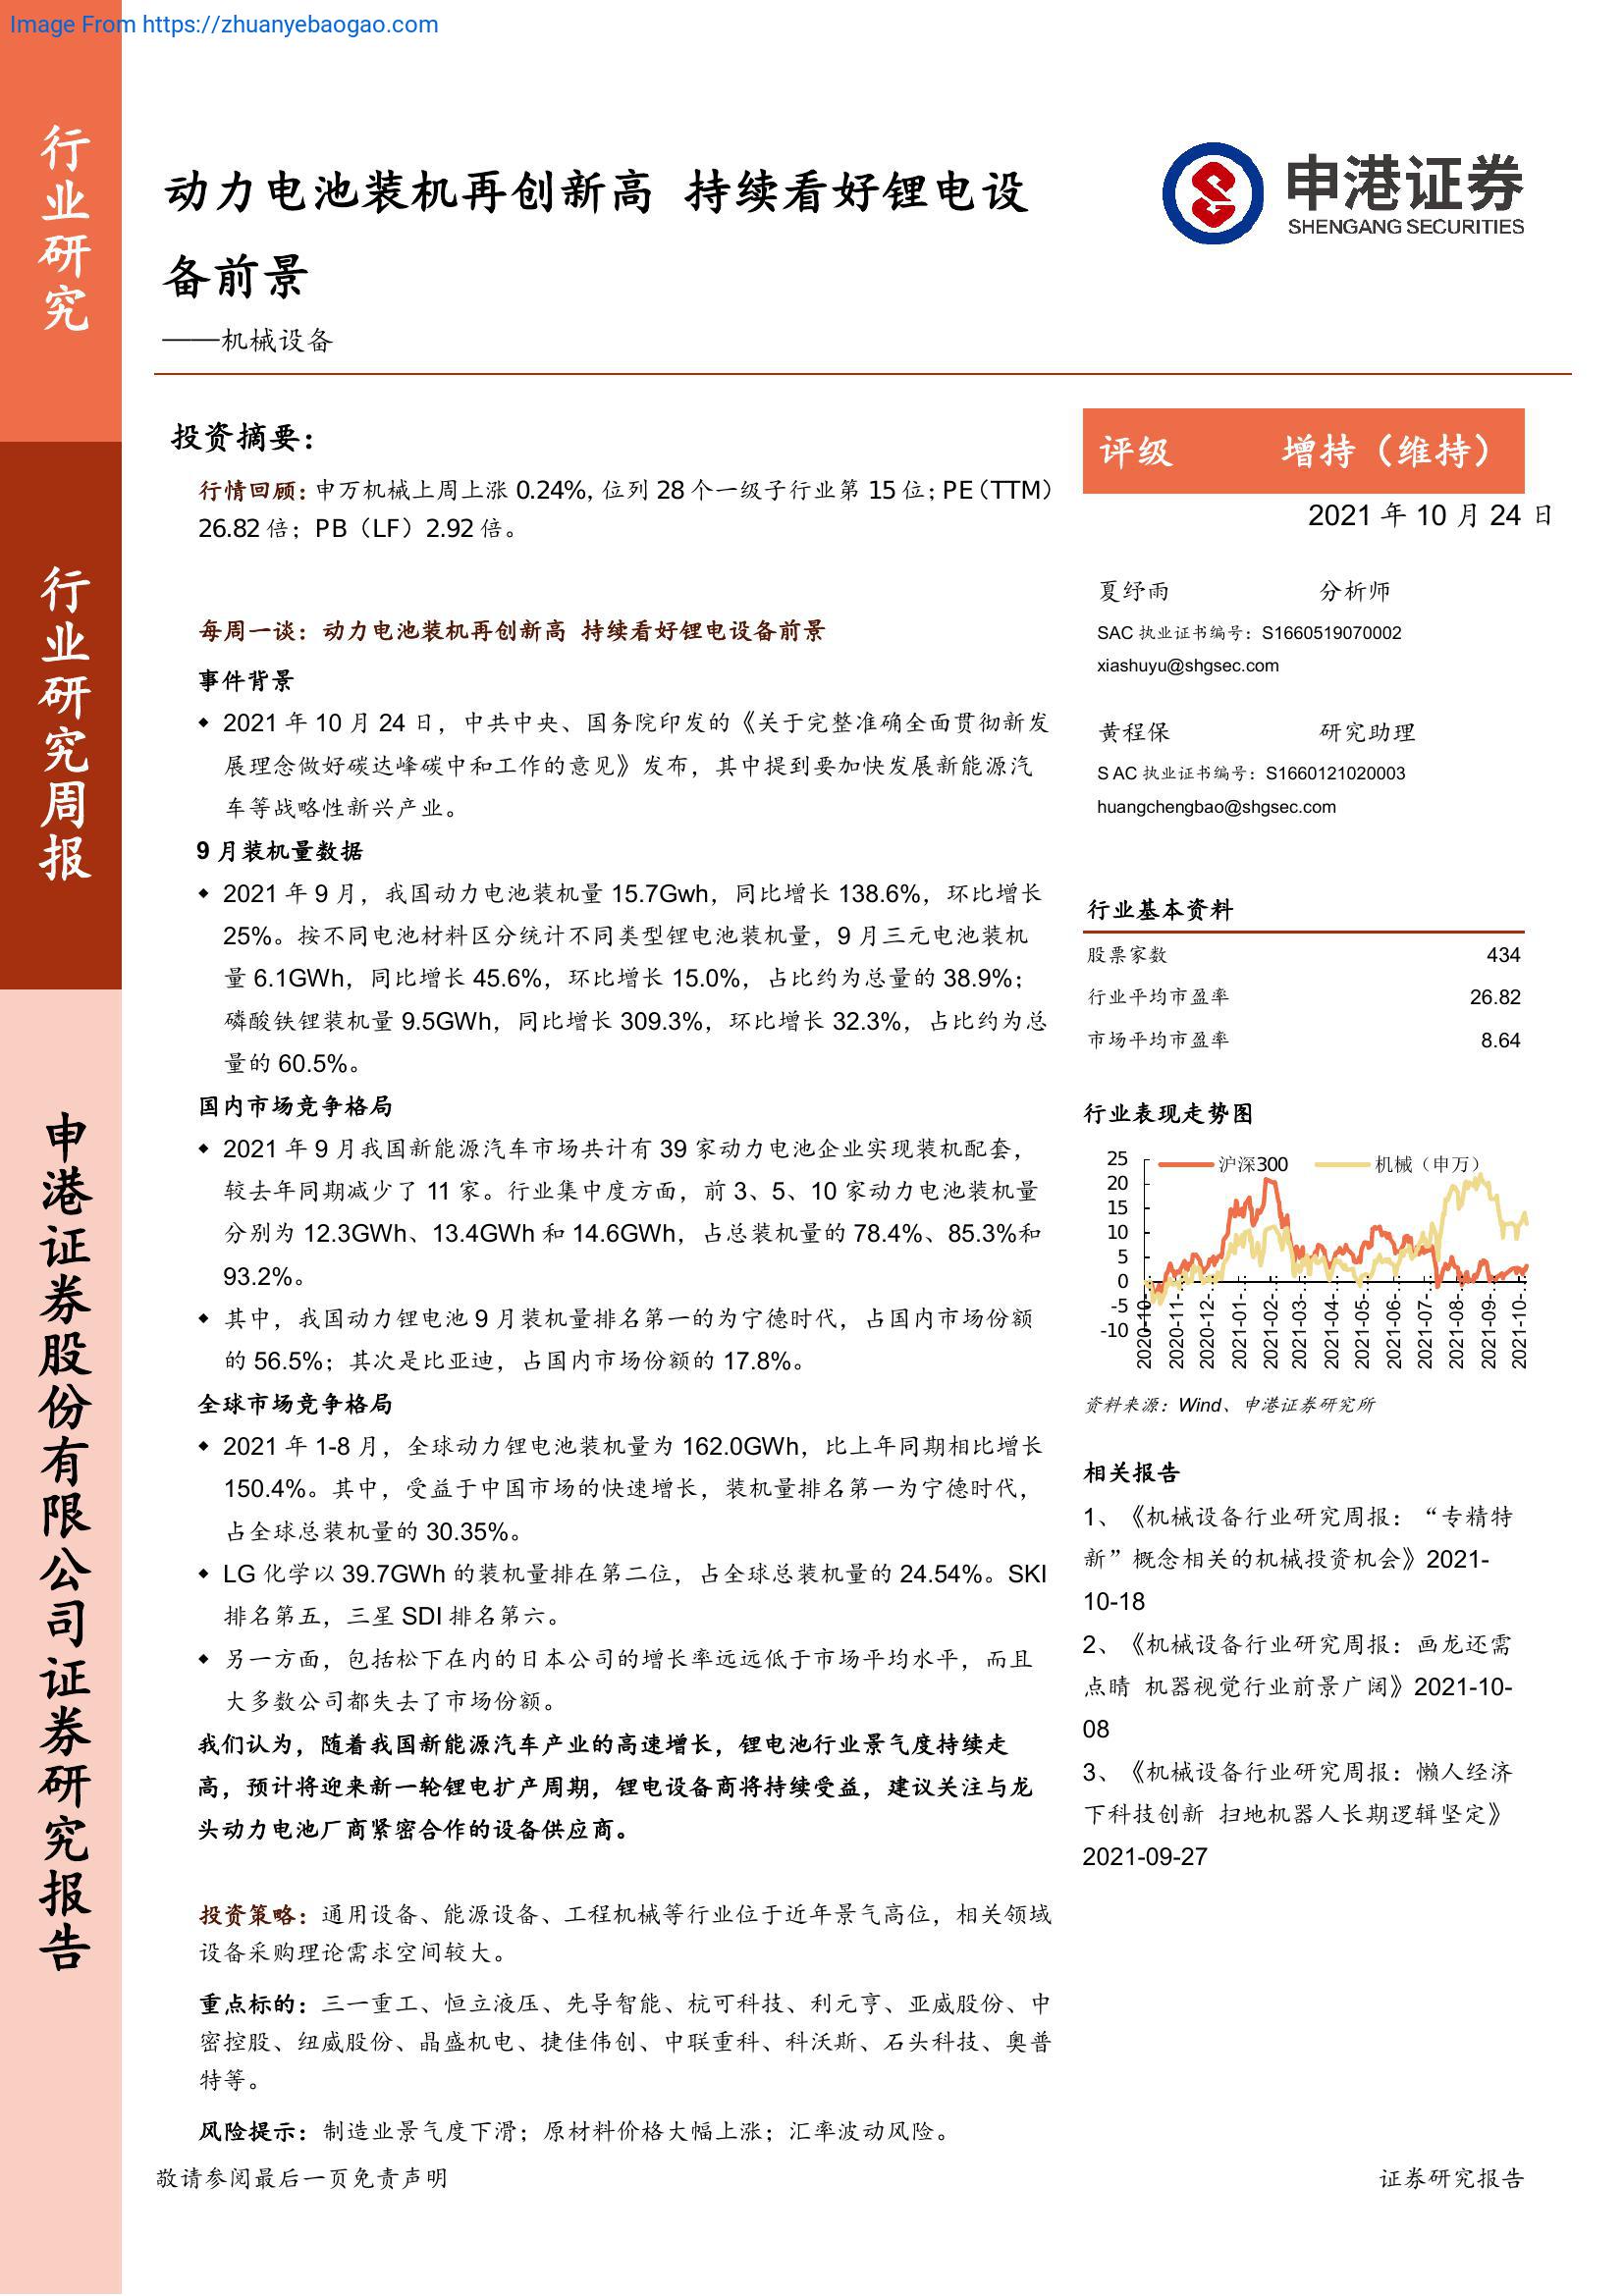 Image From https://zhuanyebaogao.com
行业研究
行业研究周报
申港证券股份有限公司证券研究报告
动力电池装机再创新高 持续看好锂电设
备前景
——机械设备
申港证券
SHENGANG SECURITIES
投资摘要：
行情回顾：申万机械上周上涨 0.24%，位列 28 个一级子行业第 15 位；PE（TTM）
26.82 倍；PB（LF）2.92 倍。
每周一谈：动力电池装机再创新高 持续看好锂电设备前景
事件背景
◆ 2021 年 10 月 24 日，中共中央、国务院印发的《关于完整准确全面贯彻新发
展理念做好碳达峰碳中和工作的意见》发布，其中提到要加快发展新能源汽
车等战略性新兴产业。
9 月装机量数据
◆ 2021 年 9 月，我国动力电池装机量 15.7Gwh，同比增长 138.6%，环比增长
25%。按不同电池材料区分统计不同类型锂电池装机量，9 月三元电池装机
量 6.1GWh，同比增长 45.6%，环比增长 15.0%，占比约为总量的 38.9%；
磷酸铁锂装机量 9.5GWh，同比增长 309.3%，环比增长 32.3%，占比约为总
量的 60.5%。
国内市场竞争格局
◆ 2021 年 9 月我国新能源汽车市场共计有 39 家动力电池企业实现装机配套，
较去年同期减少了 11 家。行业集中度方面，前 3、5、10 家动力电池装机量
分别为 12.3GWh、13.4GWh 和 14.6GWh，占总装机量的 78.4%、85.3%和
93.2%。
◆ 其中，我国动力锂电池 9 月装机量排名第一的为宁德时代，占国内市场份额
的 56.5%；其次是比亚迪，占国内市场份额的 17.8%。
全球市场竞争格局
◆ 2021 年 1-8 月，全球动力锂电池装机量为 162.0GWh，比上年同期相比增长
150.4%。其中，受益于中国市场的快速增长，装机量排名第一为宁德时代，
占全球总装机量的 30.35%。
◆ LG 化学以 39.7GWh 的装机量排在第二位，占全球总装机量的 24.54%。SKI
排名第五，三星 SDI 排名第六。
◆ 另一方面，包括松下在内的日本公司的增长率远远低于市场平均水平，而且
大多数公司都失去了市场份额。
我们认为，随着我国新能源汽车产业的高速增长，锂电池行业景气度持续走
高，预计将迎来新一轮锂电扩产周期，锂电设备商将持续受益，建议关注与龙
头动力电池厂商紧密合作的设备供应商。
投资策略：通用设备、能源设备、工程机械等行业位于近年景气高位，相关领域
设备采购理论需求空间较大。
重点标的：三一重工、恒立液压、先导智能、杭可科技、利元亨、亚威股份、中
密控股、纽威股份、晶盛机电、捷佳伟创、中联重科、科沃斯、石头科技、奥普
特等。
风险提示：制造业景气度下滑；原材料价格大幅上涨；汇率波动风险。
评级 增持（维持）
2021 年 10 月 24 日
夏纾雨 分析师
SAC 执业证书编号：S1660519070002
xiashuyu@shgsec.com
黄程保 研究助理
S AC 执业证书编号：S1660121020003
huangchengbao@shgsec.com
行业基本资料
股票家数 434
行业平均市盈率 26.82
市场平均市盈率 8.64
行业表现走势图
沪深300 机械（申万）
25
20
15
10
5
0
-5
-10
2020-10-.
2020-11-.
2020-12-.
2021-01-.
2021-02-.
2021-03-.
2021-04-.
2021-05-.
2021-06-.
2021-07-.
2021-08-.
2021-09-.
2021-10-.
资料来源：Wind、申港证券研究所
相关报告
1、《机械设备行业研究周报：“专精特
新”概念相关的机械投资机会》2021-
10-18
2、《机械设备行业研究周报：画龙还需
点睛 机器视觉行业前景广阔》2021-10-
08
3、《机械设备行业研究周报：懒人经济
下科技创新 扫地机器人长期逻辑坚定》
2021-09-27
敬请参阅最后一页免责声明
证券研究报告